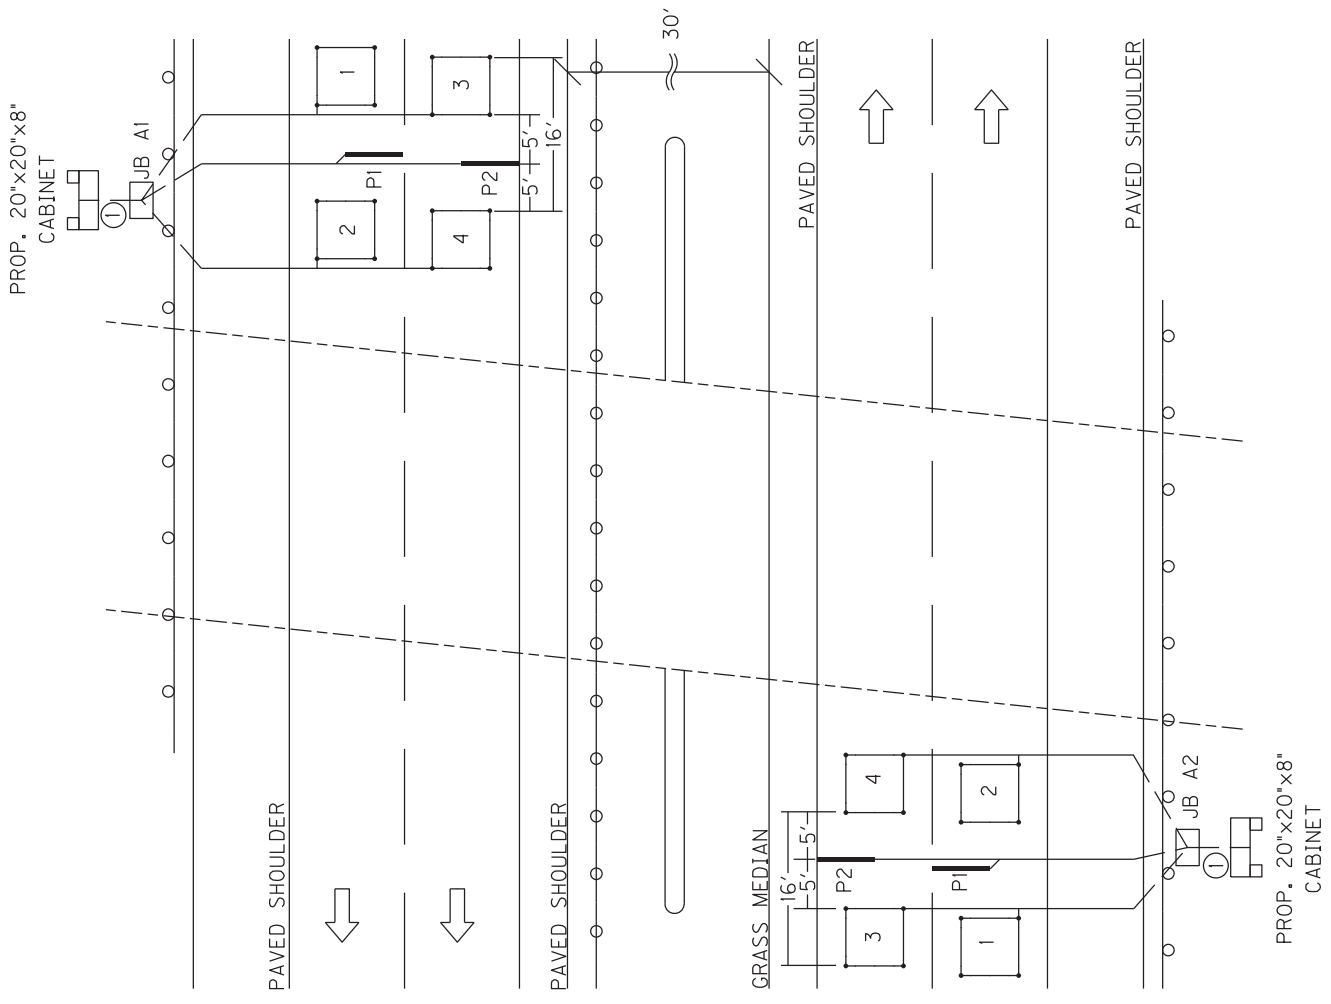 PROP. 20"x20"x8"
CABINET
1
JB A1
1
3
P1
P2
2
4
5'
5'
16'
30'
PAVED SHOULDER
PAVED SHOULDER
PAVED SHOULDER
PAVED SHOULDER
GRASS MEDIAN
16'
5'
5'
4
2
P2
P1
3
1
JB A2
1
PROP. 20"x20"x8"
CABINET